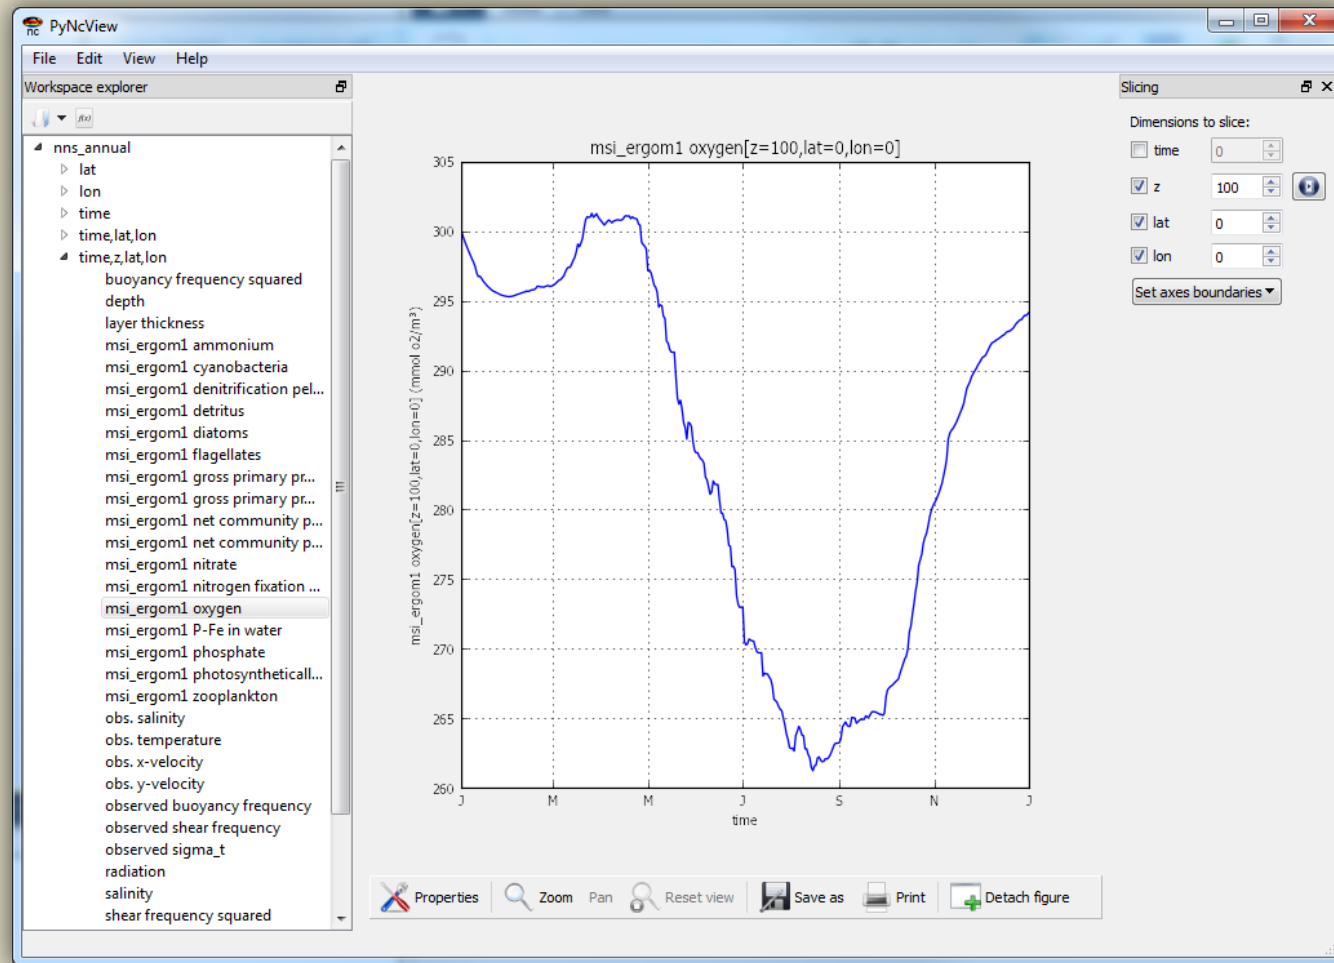 PyNcView
File Edit View Help
Workspace explorer
f(x)
nns_annual
lat
lon
time
time,lat,lon
time,z,lat,lon
buoyancy frequency squared
depth
layer thickness
msi_ergom1 ammonium
msi_ergom1 cyanobacteria
msi_ergom1 denitrification pel...
msi_ergom1 detritus
msi_ergom1 diatoms
msi_ergom1 flagellates
msi_ergom1 gross primary pr...
msi_ergom1 gross primary pr...
msi_ergom1 net community p...
msi_ergom1 net community p...
msi_ergom1 nitrate
msi_ergom1 nitrogen fixation ...
msi_ergom1 oxygen
msi_ergom1 P-Fe in water
msi_ergom1 phosphate
msi_ergom1 photosyntheticall...
msi_ergom1 zooplankton
obs. salinity
obs. temperature
obs. x-velocity
obs. y-velocity
observed buoyancy frequency
observed shear frequency
observed sigma_t
radiation
salinity
shear frequency squared
msi_ergom1 oxygen[z=100,lat=0,lon=0]
msi_ergom1 oxygen[z=100,lat=0,lon=0] (mmol o2/m³)
305
300
295
290
285
280
275
270
265
260
J M M J S N J
time
Properties Zoom Pan Reset view Save as Print Detach figure
Slicing
Dimensions to slice:
time 0
z 100
lat 0
lon 0
Set axes boundaries